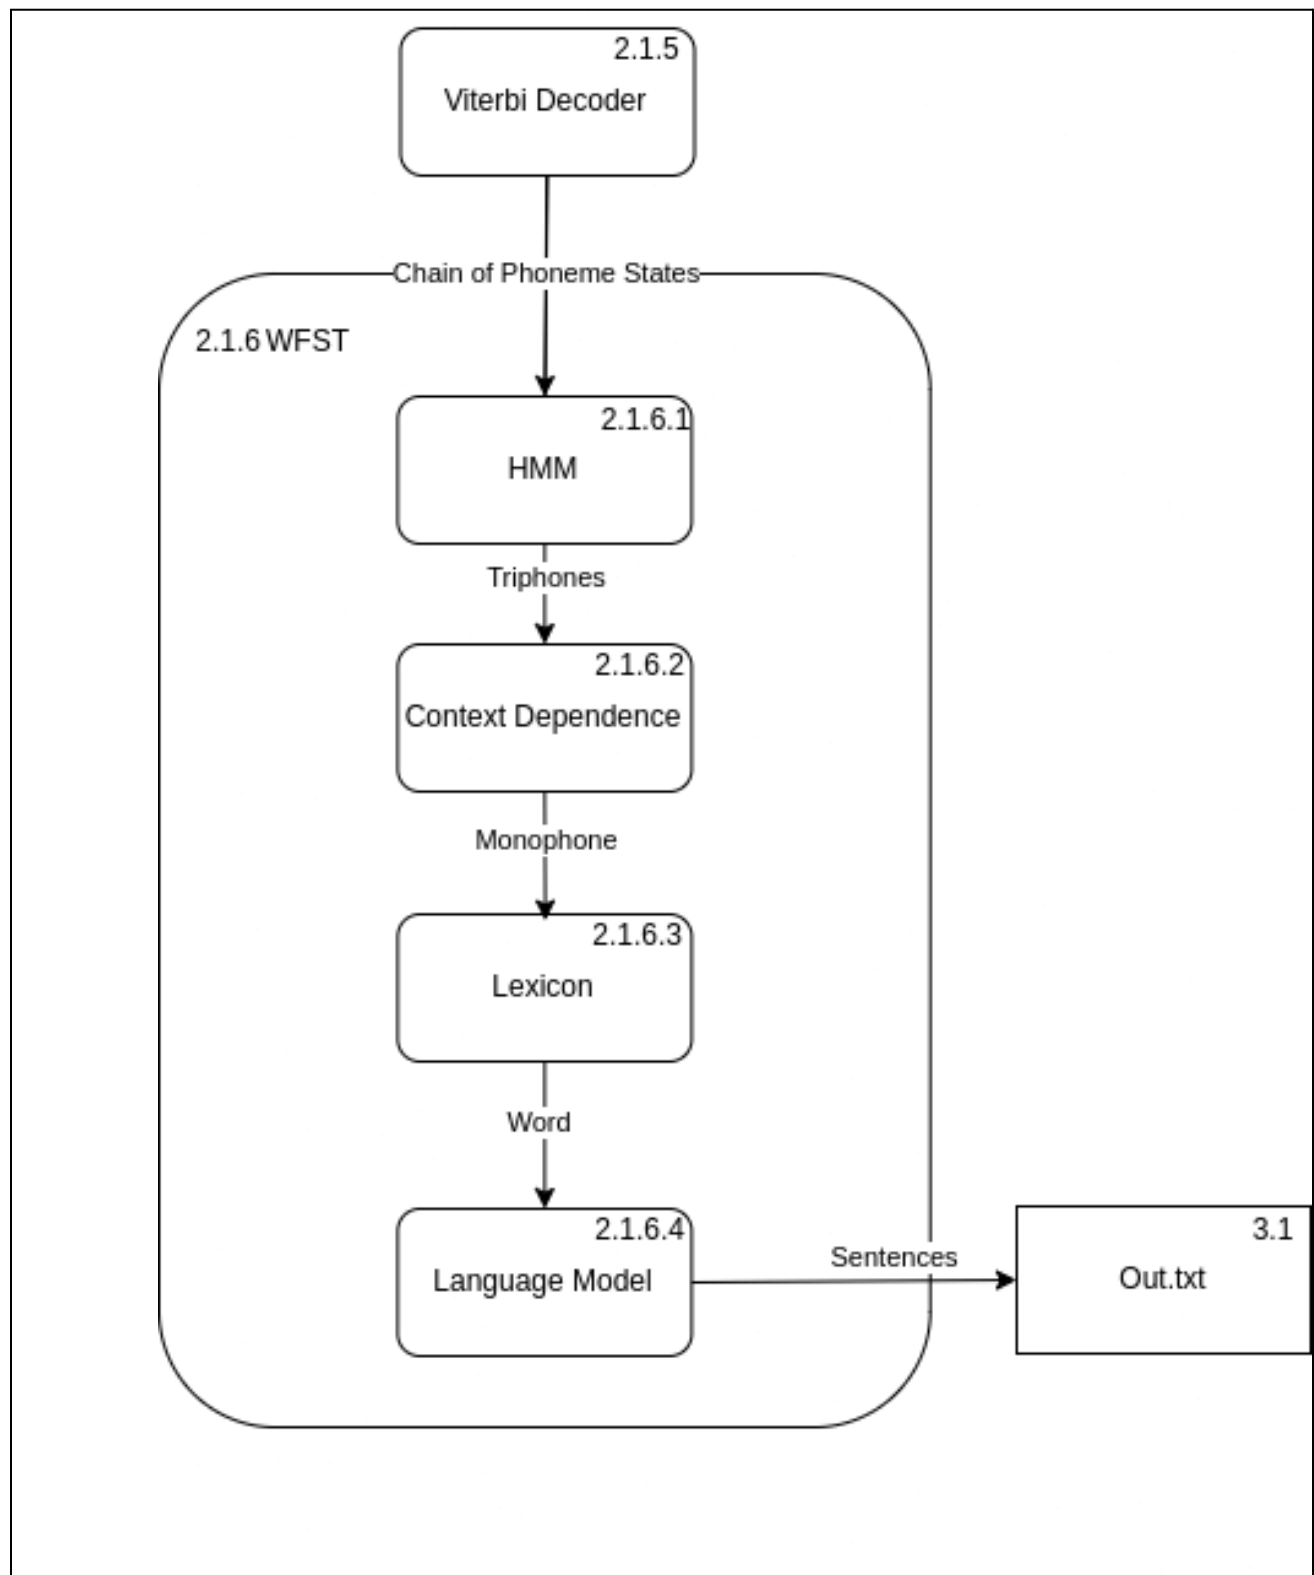 2.1.5
Viterbi Decoder
Chain of Phoneme States
2.1.6 WFST
2.1.6.1
HMM
Triphones
2.1.6.2
Context Dependence
Monophone
2.1.6.3
Lexicon
Word
2.1.6.4
Language Model
Sentences
3.1
Out.txt